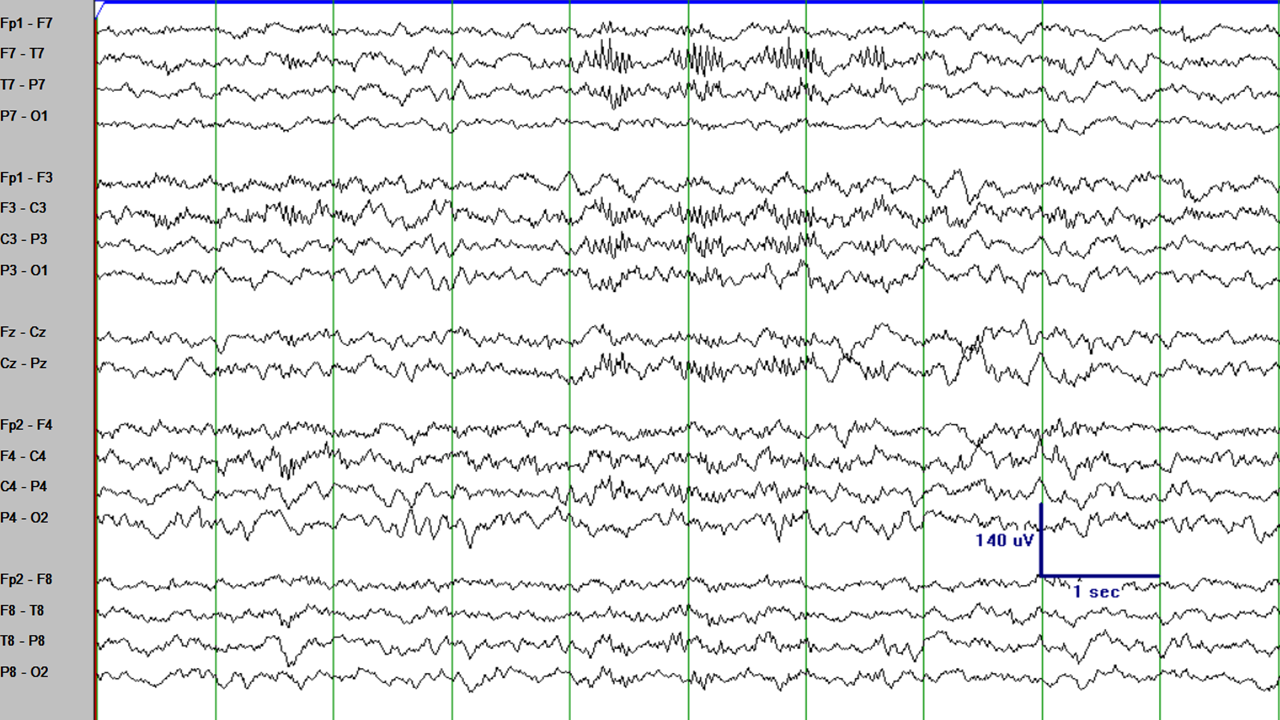 Fp1 - F7
F7 - T7
T7 - P7
P7 - O1
Fp1 - F3
F3 - C3
C3 - P3
P3 - O1
Fz - Cz
Cz - Pz
Fp2 - F4
F4 - C4
C4 - P4
P4 - O2
140 uV
Fp2 - F8
1 sec
F8 - T8
T8 - P8
P8 - O2